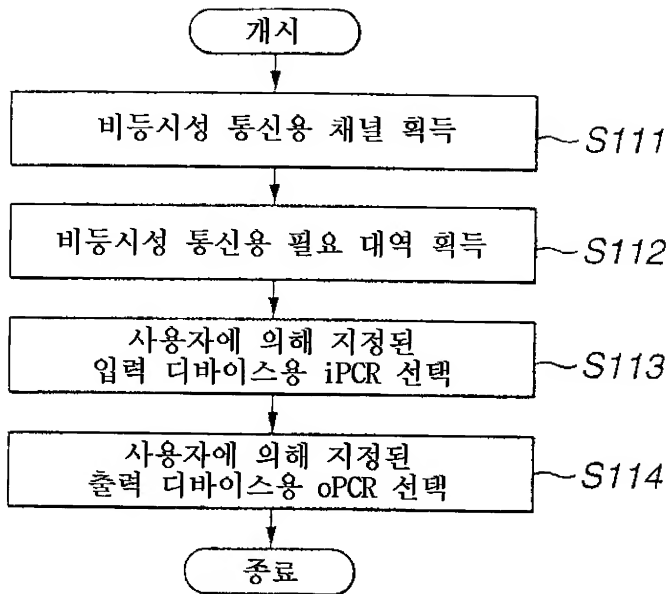 개시
비등시성 통신용 채널 획득
S111
비등시성 통신용 필요 대역 획득
S112
사용자에 의해 지정된
입력 디바이스용 iPCR 선택
S113
사용자에 의해 지정된
출력 디바이스용 oPCR 선택
S114
종료